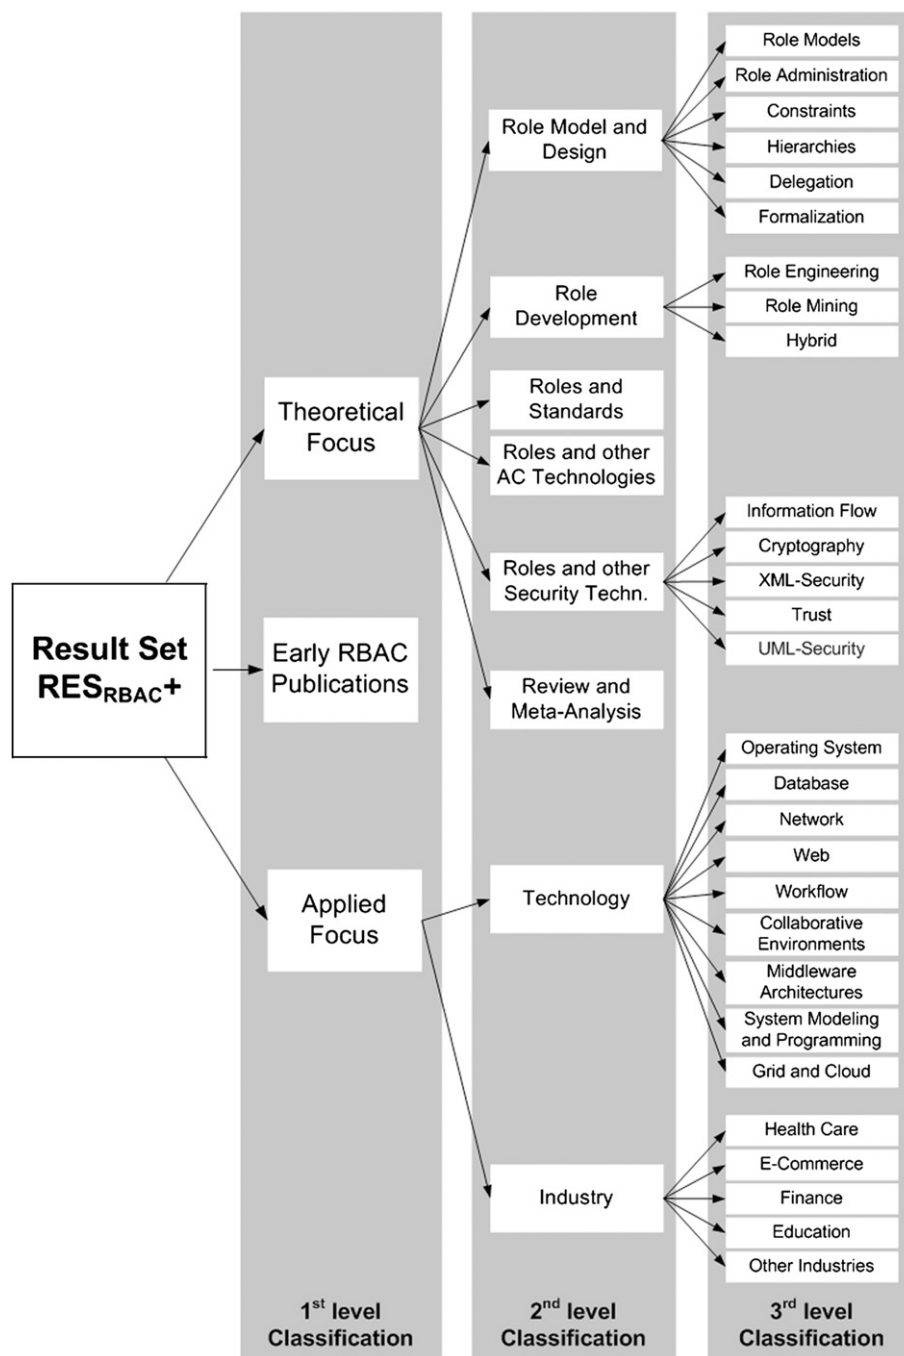 Result Set
RESRBAC+
Theoretical
Focus
Early RBAC
Publications
Applied
Focus
1st level
Classification
Role Model and
Design
Role
Development
Roles and
Standards
Roles and other
AC Technologies
Roles and other
Security Techn.
Review and
Meta-Analysis
Technology
Industry
2nd level
Classification
Role Models
Role Administration
Constraints
Hierarchies
Delegation
Formalization
Role Engineering
Role Mining
Hybrid
Information Flow
Cryptography
XML-Security
Trust
UML-Security
Operating System
Database
Network
Web
Workflow
Collaborative
Environments
Middleware
Architectures
System Modeling
and Programming
Grid and Cloud
Health Care
E-Commerce
Finance
Education
Other Industries
3rd level
Classification